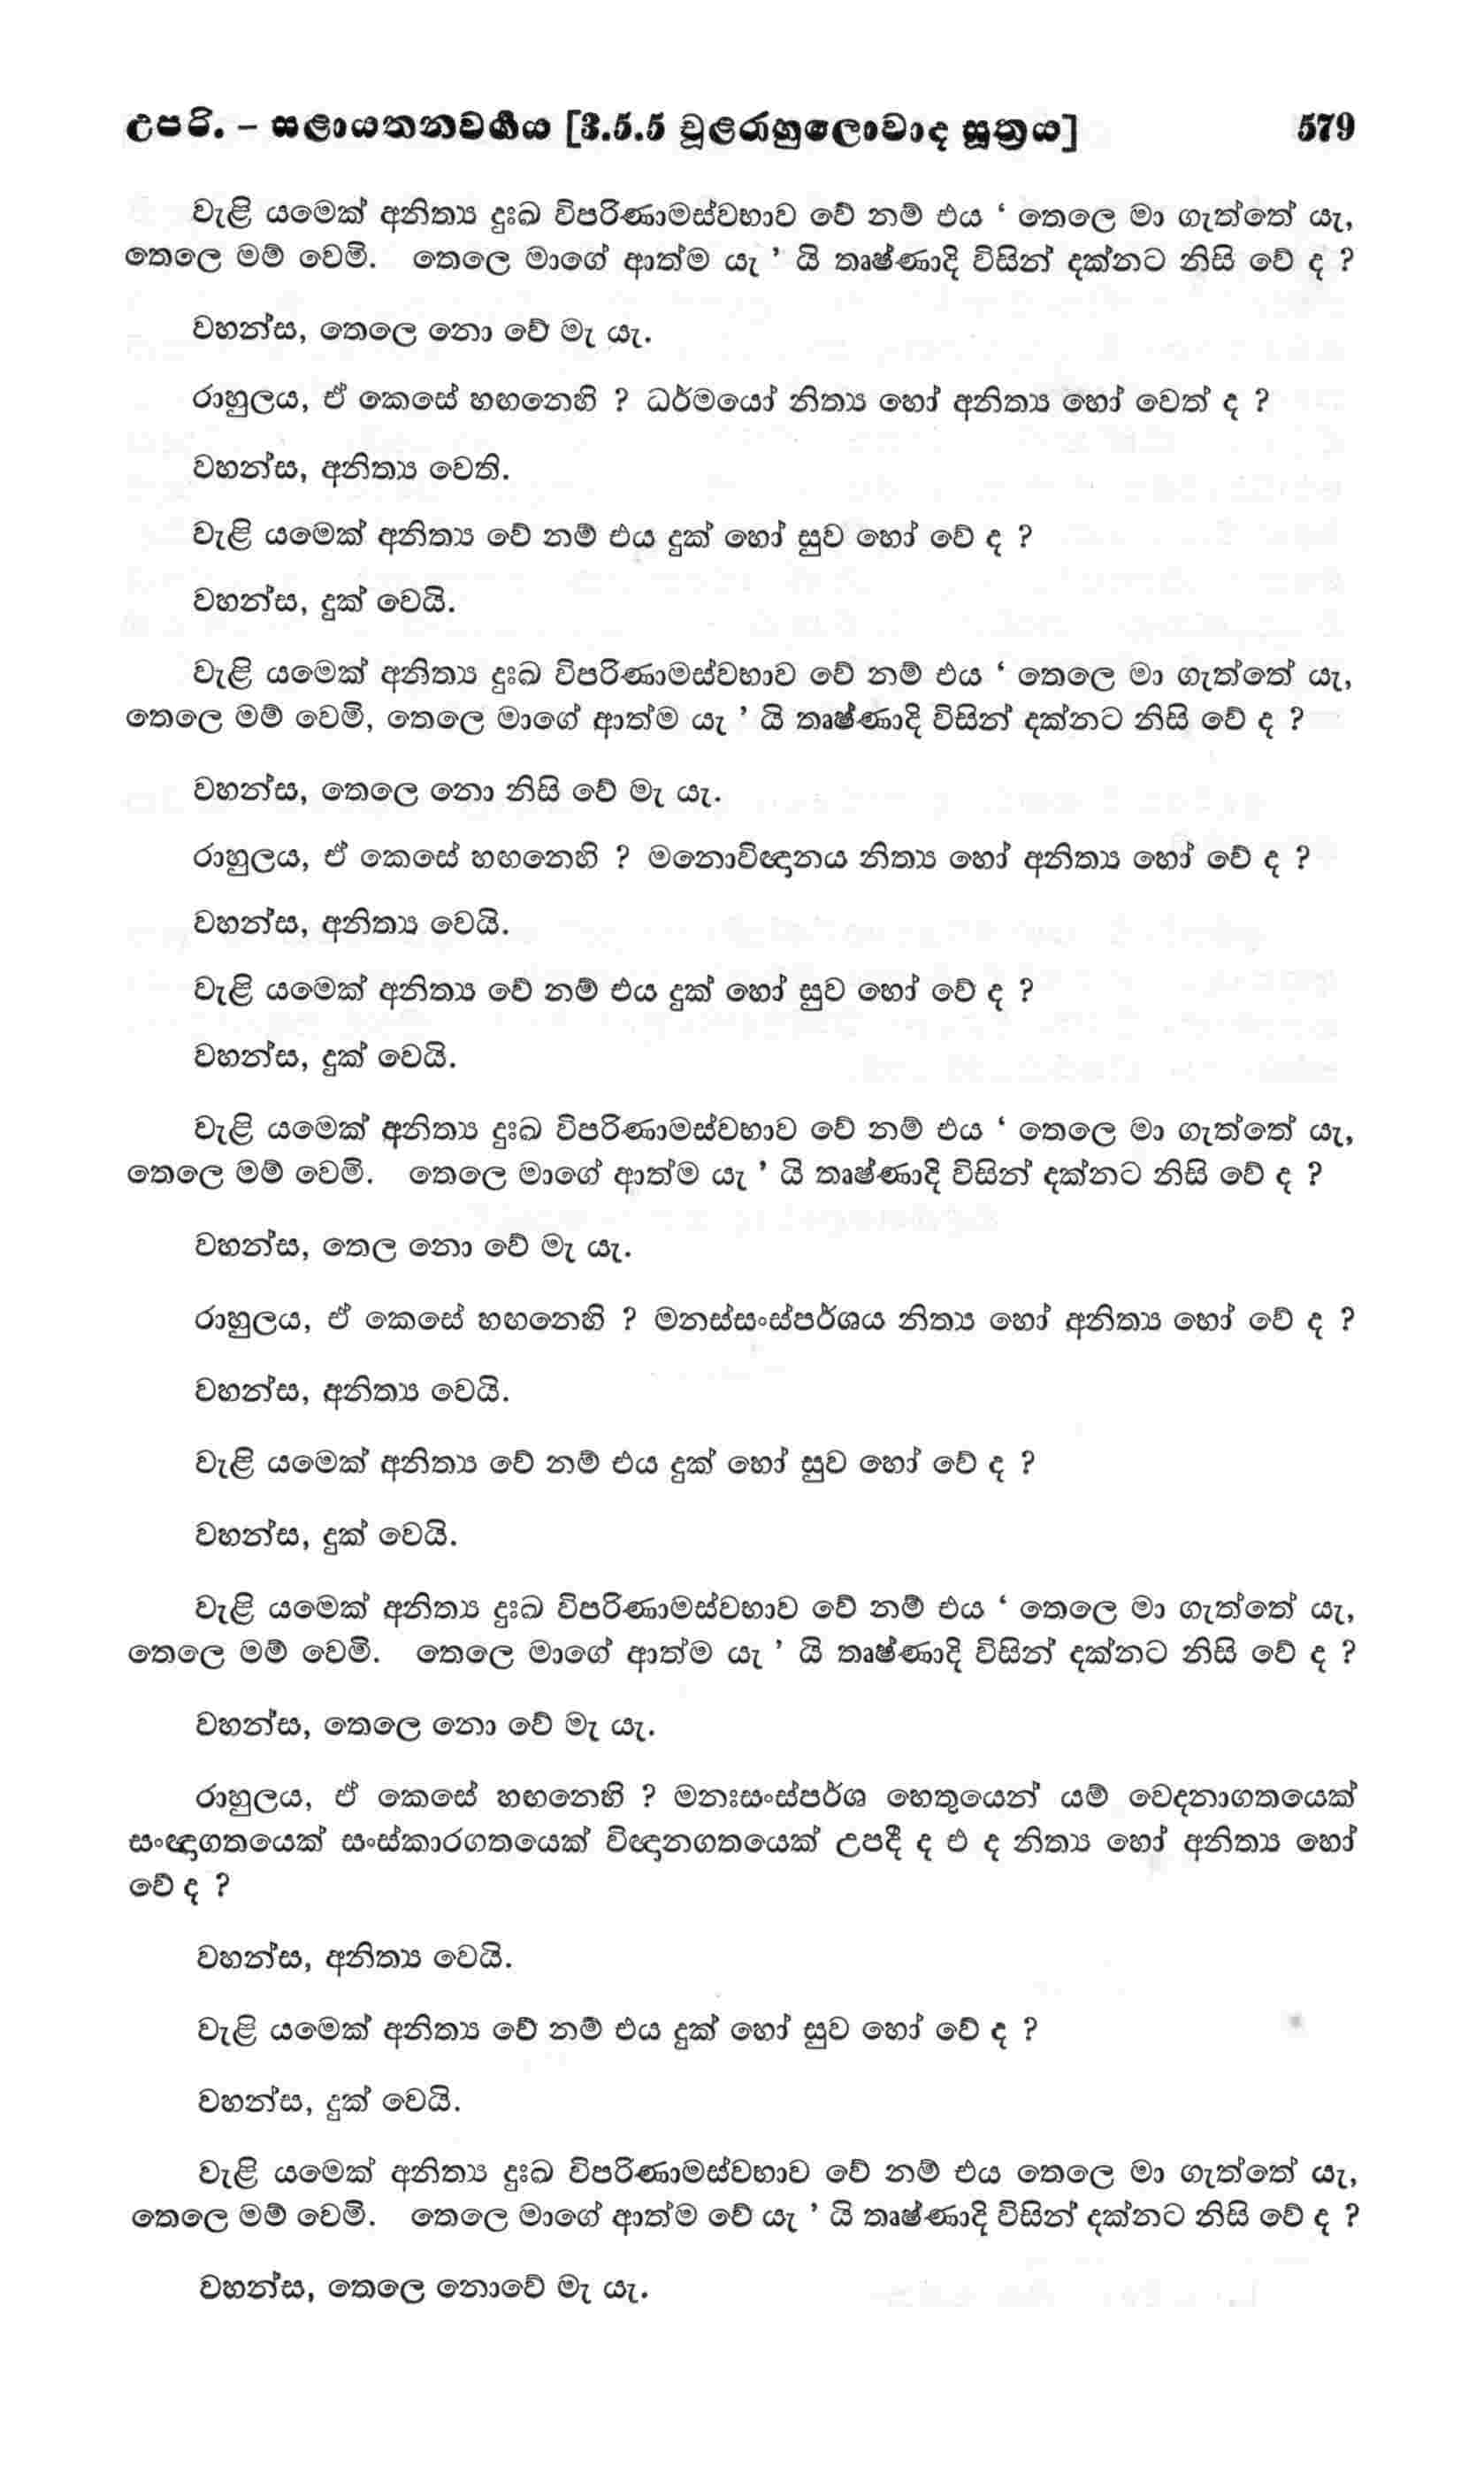 උපරි. – සළායතනවර්‍ගය [3.5.5 චූළරාහුලොවාද සූත්‍රය] 579
වැළි යමෙක් අනිත්‍ය දුඃඛ විපරිණාමස්වභාව වේ නම් එය ‘ තෙලෙ මා ගැත්තේ යැ,
තෙලෙ මම් වෙමි. තෙලෙ මාගේ ආත්ම යැ ’ යි තෘෂ්ණාදි විසින් දක්නට නිසි වේ ද ?
වහන්ස, තෙලෙ නො වේ මැ යැ.
රාහුලය, ඒ කෙසේ හඟනෙහි ? ධර්මයෝ නිත්‍ය හෝ අනිත්‍ය හෝ වෙත් ද ?
වහන්ස, අනිත්‍ය වෙති.
වැළි යමෙක් අනිත්‍ය වේ නම් එය දුක් හෝ සුව හෝ වේ ද ?
වහන්ස, දුක් වෙයි.
වැළි යමෙක් අනිත්‍ය දුඃඛ විපරිණාමස්වභාව වේ නම් එය ‘ තෙලෙ මා ගැත්තේ යැ,
තෙලෙ මම් වෙමි, තෙලෙ මාගේ ආත්ම යැ ’ යි තෘෂ්ණාදි විසින් දක්නට නිසි වේ ද ?
වහන්ස, තෙලෙ නො නිසි වේ මැ යැ.
රාහුලය, ඒ කෙසේ හඟනෙහි ? මනොවිඥානය නිත්‍ය හෝ අනිත්‍ය හෝ වේ ද ?
වහන්ස, අනිත්‍ය වෙයි.
වැළි යමෙක් අනිත්‍ය වේ නම් එය දුක් හෝ සුව හෝ වේ ද ?
වහන්ස, දුක් වෙයි.
වැළි යමෙක් අනිත්‍ය දුඃඛ විපරිණාමස්වභාව වේ නම් එය ‘ තෙලෙ මා ගැත්තේ යැ,
තෙලෙ මම් වෙමි. තෙලෙ මාගේ ආත්ම යැ ’ යි තෘෂ්ණාදි විසින් දක්නට නිසි වේ ද ?
වහන්ස, තෙල නො වේ මැ යැ.
රාහුලය, ඒ කෙසේ හඟනෙහි ? මනස්සංස්පර්ශය නිත්‍ය හෝ අනිත්‍ය හෝ වේ ද ?
වහන්ස, අනිත්‍ය වෙයි.
වැළි යමෙක් අනිත්‍ය වේ නම් එය දුක් හෝ සුව හෝ වේ ද ?
වහන්ස, දුක් වෙයි.
වැළි යමෙක් අනිත්‍ය දුඃඛ විපරිණාමස්වභාව වේ නම් එය ‘ තෙලෙ මා ගැත්තේ යැ,
තෙලෙ මම් වෙමි. තෙලෙ මාගේ ආත්ම යැ ’ යි තෘෂ්ණාදි විසින් දක්නට නිසි වේ ද ?
වහන්ස, තෙලෙ නො වේ මැ යැ.
රාහුලය, ඒ කෙසේ හඟනෙහි ? මනඃසංස්පර්ශ හෙතුයෙන් යම් වෙදනාගතයෙක්
සංඥාගතයෙක් සංස්කාරගතයෙක් විඥානගතයෙක් උපදී ද එ ද නිත්‍ය හෝ අනිත්‍ය හෝ
වේ ද ?
වහන්ස, අනිත්‍ය වෙයි.
වැළි යමෙක් අනිත්‍ය වේ නම් එය දුක් හෝ සුව හෝ වේ ද ?
වහන්ස, දුක් වෙයි.
වැළි යමෙක් අනිත්‍ය දුඃඛ විපරිණාමස්වභාව වේ නම් එය තෙලෙ මා ගැත්තේ යැ,
තෙලෙ මම් වෙමි. තෙලෙ මාගේ ආත්ම වේ යැ ’ යි තෘෂ්ණාදි විසින් දක්නට නිසි වේ ද ?
වහන්ස, තෙලෙ නොවේ මැ යැ.